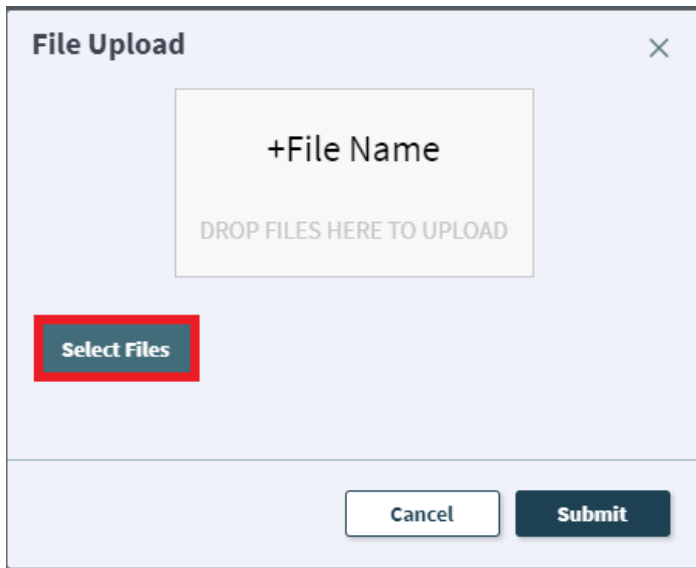 File Upload
+File Name
DROP FILES HERE TO UPLOAD
Select Files
Cancel
Submit